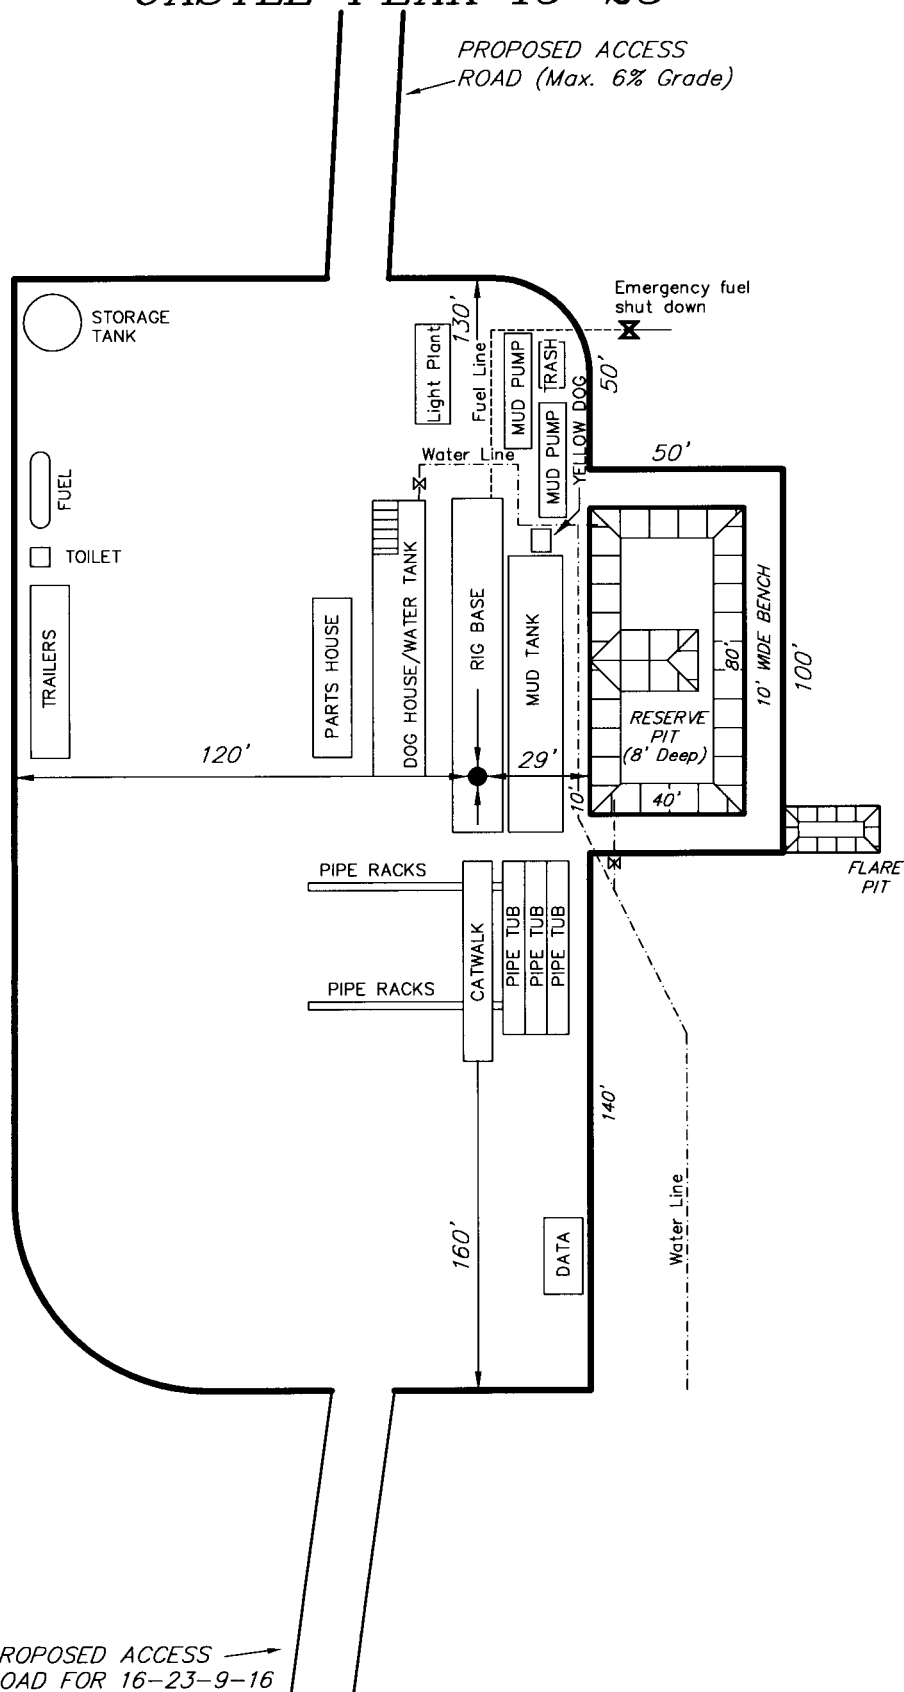 PROPOSED ACCESS
ROAD (Max. 6% Grade)
Emergency fuel
shut down
STORAGE
TANK
130'
Light Plant
Fuel Line
MUD PUMP
TRASH
50'
MUD PUMP
YELLOW DOG
Water Line
50'
FUEL
TOILET
TRAILERS
PARTS HOUSE
DOG HOUSE/WATER TANK
RIG BASE
MUD TANK
80'
10' WIDE BENCH
100'
RESERVE
PIT
(8' Deep)
120'
29'
10'
40'
FLARE
PIT
PIPE RACKS
CATWALK
PIPE TUB
PIPE TUB
PIPE TUB
PIPE RACKS
140'
Water Line
160'
DATA
ROPOSED ACCESS
OAD FOR 16-23-9-16